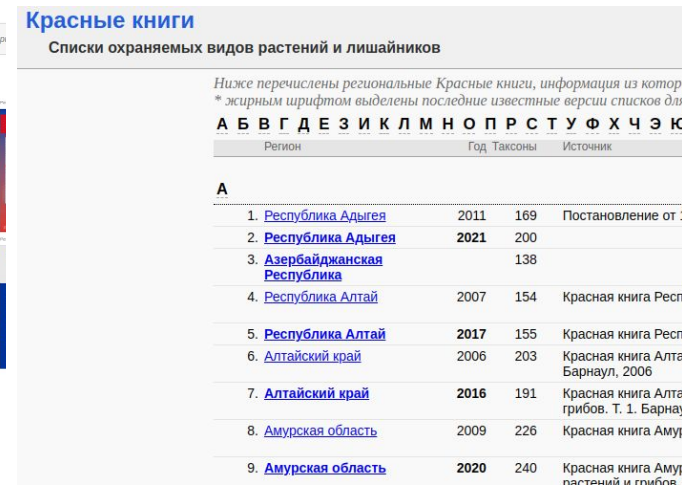 Красные книги
Списки охраняемых видов растений и лишайников
Ниже перечислены региональные Красные книги, информация из котор
* жирным шрифтом выделены последние известные версии списков для
А Б В Г Д Е З И К Л М Н О П Р С Т У Ф Х Ч Э Ю
Регион Год Таксоны Источник
А
1. Республика Адыгея 2011 169 Постановление от
2. Республика Адыгея 2021 200
3. Азербайджанская 138
Республика
4. Республика Алтай 2007 154 Красная книга Респ
5. Республика Алтай 2017 155 Красная книга Респ
6. Алтайский край 2006 203 Красная книга Алта
Барнаул, 2006
7. Алтайский край 2016 191 Красная книга Алта
грибов. Т. 1. Барнау
8. Амурская область 2009 226 Красная книга Амур
9. Амурская область 2020 240 Красная книга Амур
растений и грибов